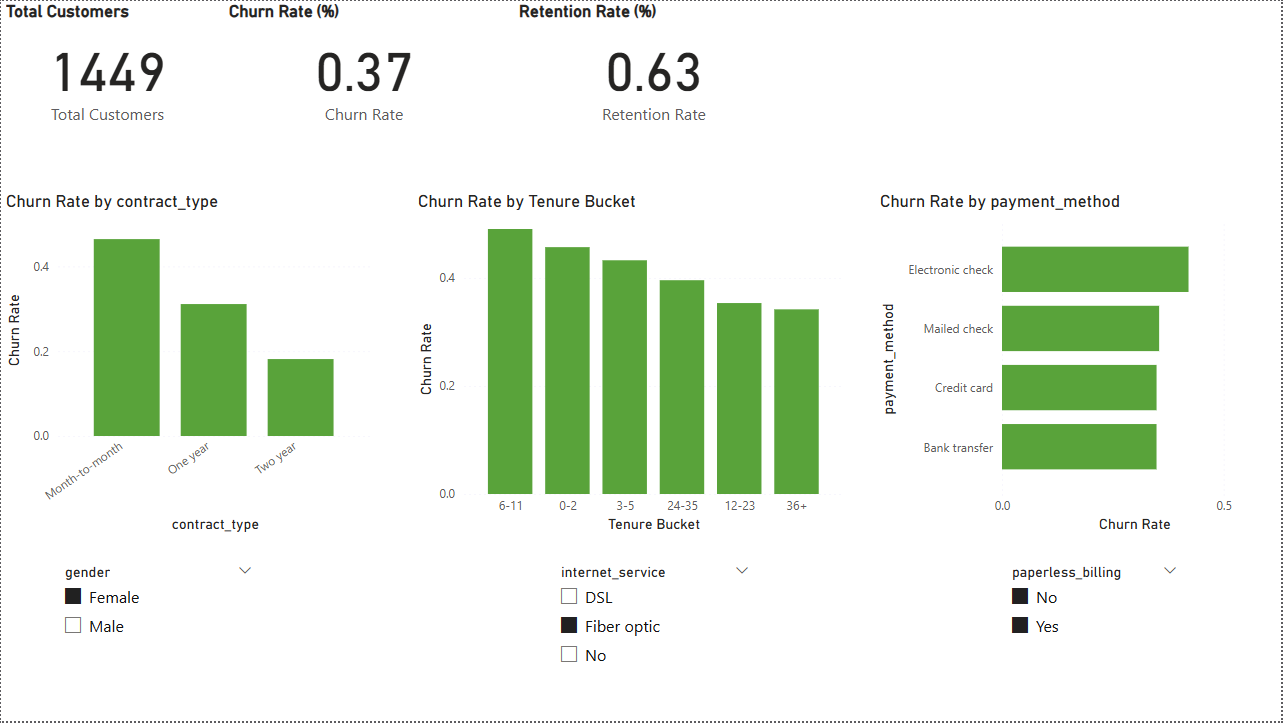 Total Customers
Churn Rate (%)
Retention Rate (%)
1449
Total Customers
0.37
Churn Rate
0.63
Retention Rate
Churn Rate by contract_type
Churn Rate
0.4
0.2
0.0
Month-to-month
One year
Two year
contract_type
Churn Rate by Tenure Bucket
Churn Rate
0.4
0.2
0.0
6-11
0-2
3-5
24-35
12-23
36+
Tenure Bucket
Churn Rate by payment_method
payment_method
Electronic check
Mailed check
Credit card
Bank transfer
0.0
0.5
Churn Rate
gender
Female
Male
internet_service
DSL
Fiber optic
No
paperless_billing
No
Yes